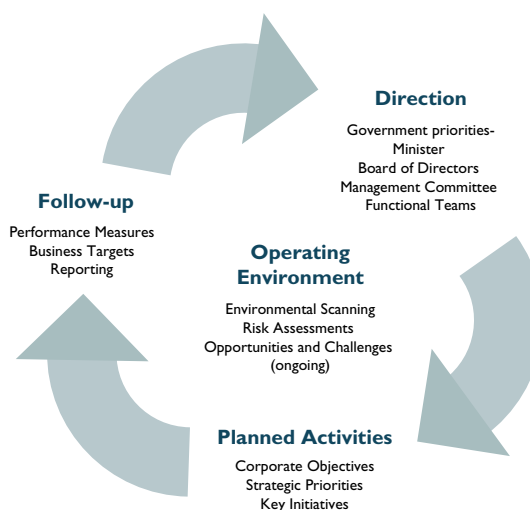 Direction
Government priorities-
Minister
Board of Directors
Management Committee
Functional Teams
Follow-up
Performance Measures
Business Targets
Reporting
Operating
Environment
Environmental Scanning
Risk Assessments
Opportunities and Challenges
(ongoing)
Planned Activities
Corporate Objectives
Strategic Priorities
Key Initiatives